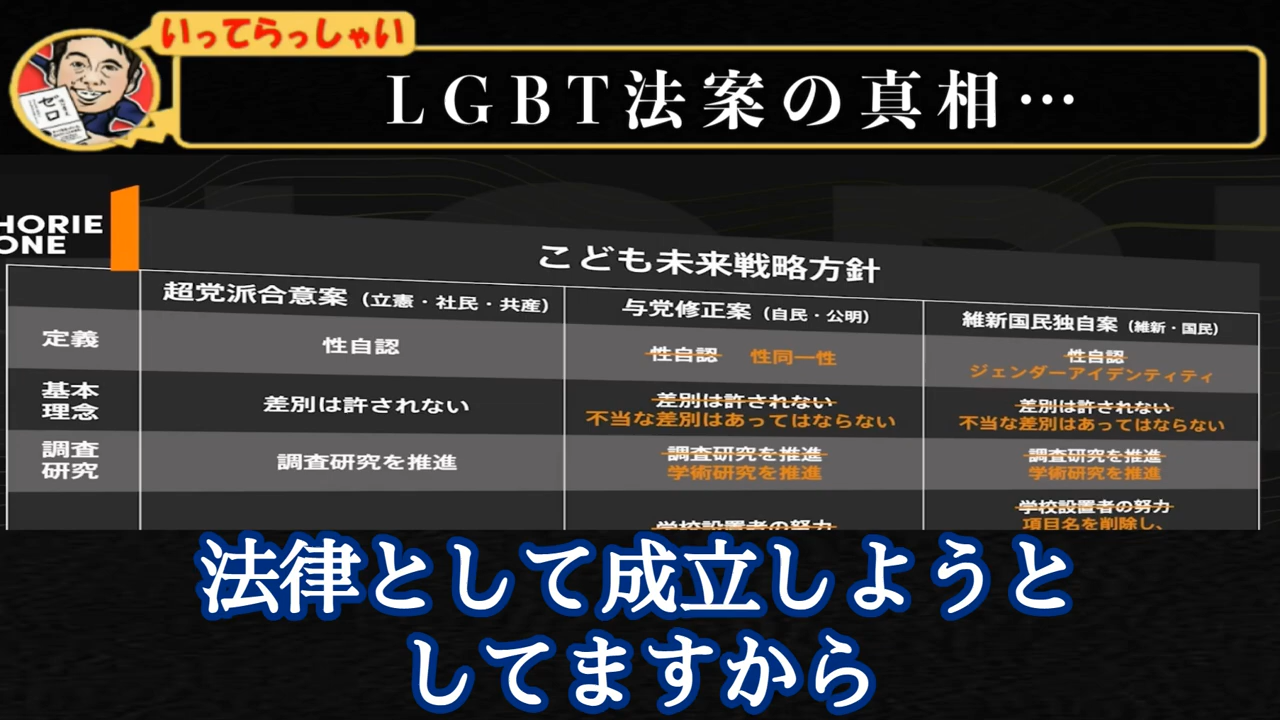 いってらっしゃい
LGBT法案の真相…
ゼロ
HORIE
ONE
こども未来戦略方針
超党派合意案（立憲・社民・共産）
与党修正案（自民・公明）
維新国民独自案（維新・国民）
定義
性自認
性自認 性同一性
性自認
ジェンダーアイデンティティ
基本
理念
差別は許されない
差別は許されない
不当な差別はあってはならない
差別は許されない
不当な差別はあってはならない
調査
研究
調査研究を推進
調査研究を推進
学術研究を推進
調査研究を推進
学術研究を推進
学校設置者の努力
学校設置者の努力
項目名を削除し、
法律として成立しようと
してますから